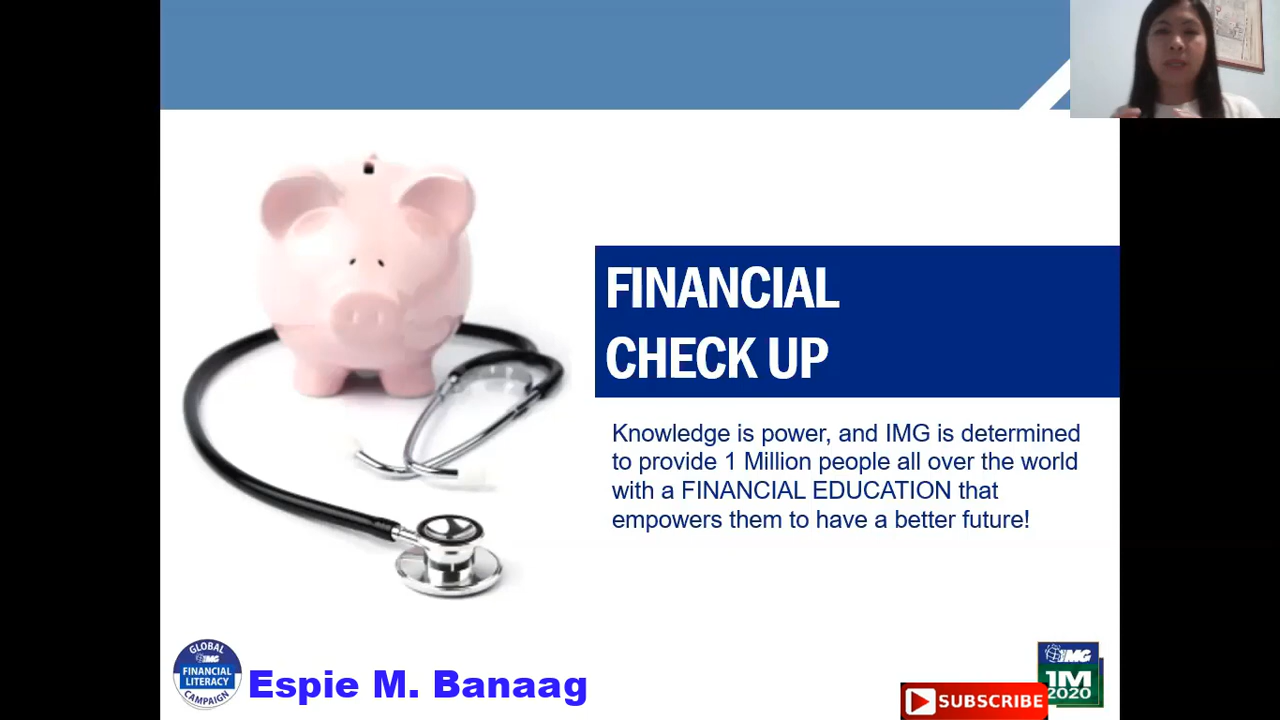 FINANCIAL
CHECK UP
Knowledge is power, and IMG is determined
to provide 1 Million people all over the world
with a FINANCIAL EDUCATION that
empowers them to have a better future!
GLOBAL
IMG
FINANCIAL
LITERACY
CAMPAIGN
Espie M. Banaag
SUBSCRIBE
IMG
1M
2020